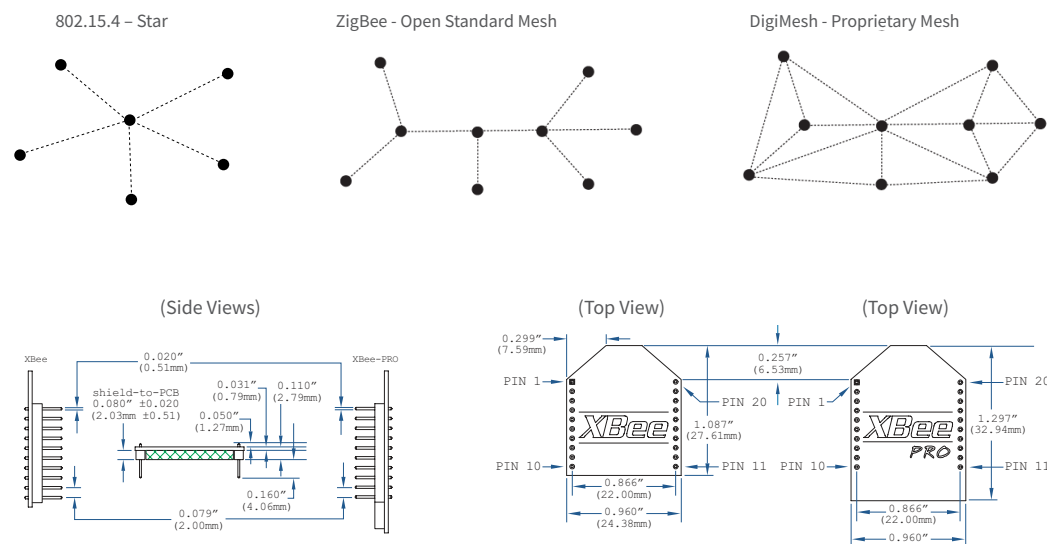 802.15.4 – Star
ZigBee - Open Standard Mesh
DigiMesh - Proprietary Mesh
(Side Views)
(Top View)
(Top View)
XBee
0.020″
(0.51mm)
XBee-PRO
shield-to-PCB
0.080″ ±0.020
(2.03mm ±0.51)
0.031″
(0.79mm)
0.110″
(2.79mm)
0.050″
(1.27mm)
0.160″
(4.06mm)
0.079″
(2.00mm)
0.299″
(7.59mm)
0.257″
(6.53mm)
PIN 1
PIN 20
PIN 1
PIN 20
XBee
1.087″
(27.61mm)
XBee
PRO
1.297″
(32.94mm)
PIN 10
PIN 11
PIN 10
PIN 11
0.866″
(22.00mm)
0.960″
(24.38mm)
0.866″
(22.00mm)
0.960″